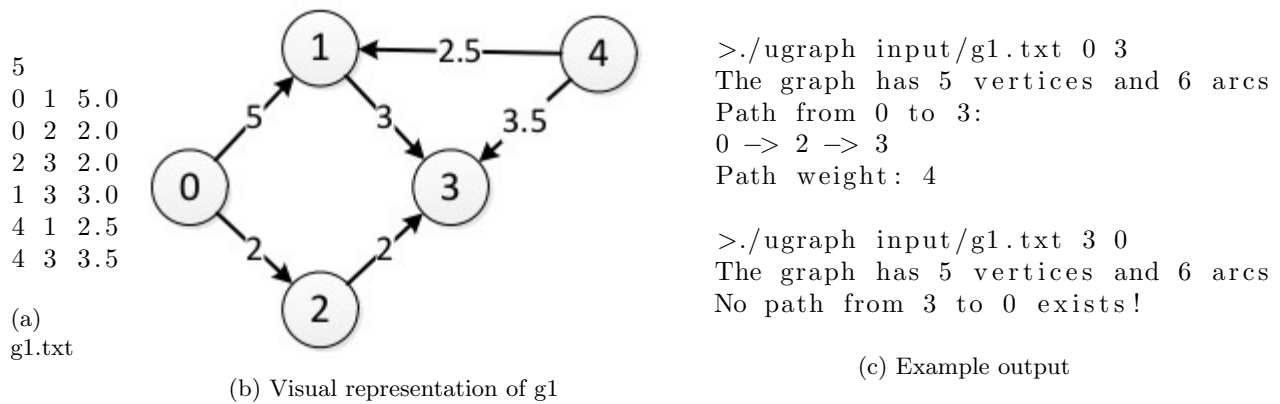 5
0 1 5.0
0 2 2.0
2 3 2.0
1 3 3.0
4 1 2.5
4 3 3.5
(a)
g1.txt
1
2.5
4
5
3
3.5
0
3
2
2
2
(b) Visual representation of g1
>./ugraph input/g1.txt 0 3
The graph has 5 vertices and 6 arcs
Path from 0 to 3:
0 −> 2 −> 3
Path weight: 4
>./ugraph input/g1.txt 3 0
The graph has 5 vertices and 6 arcs
No path from 3 to 0 exists!
(c) Example output